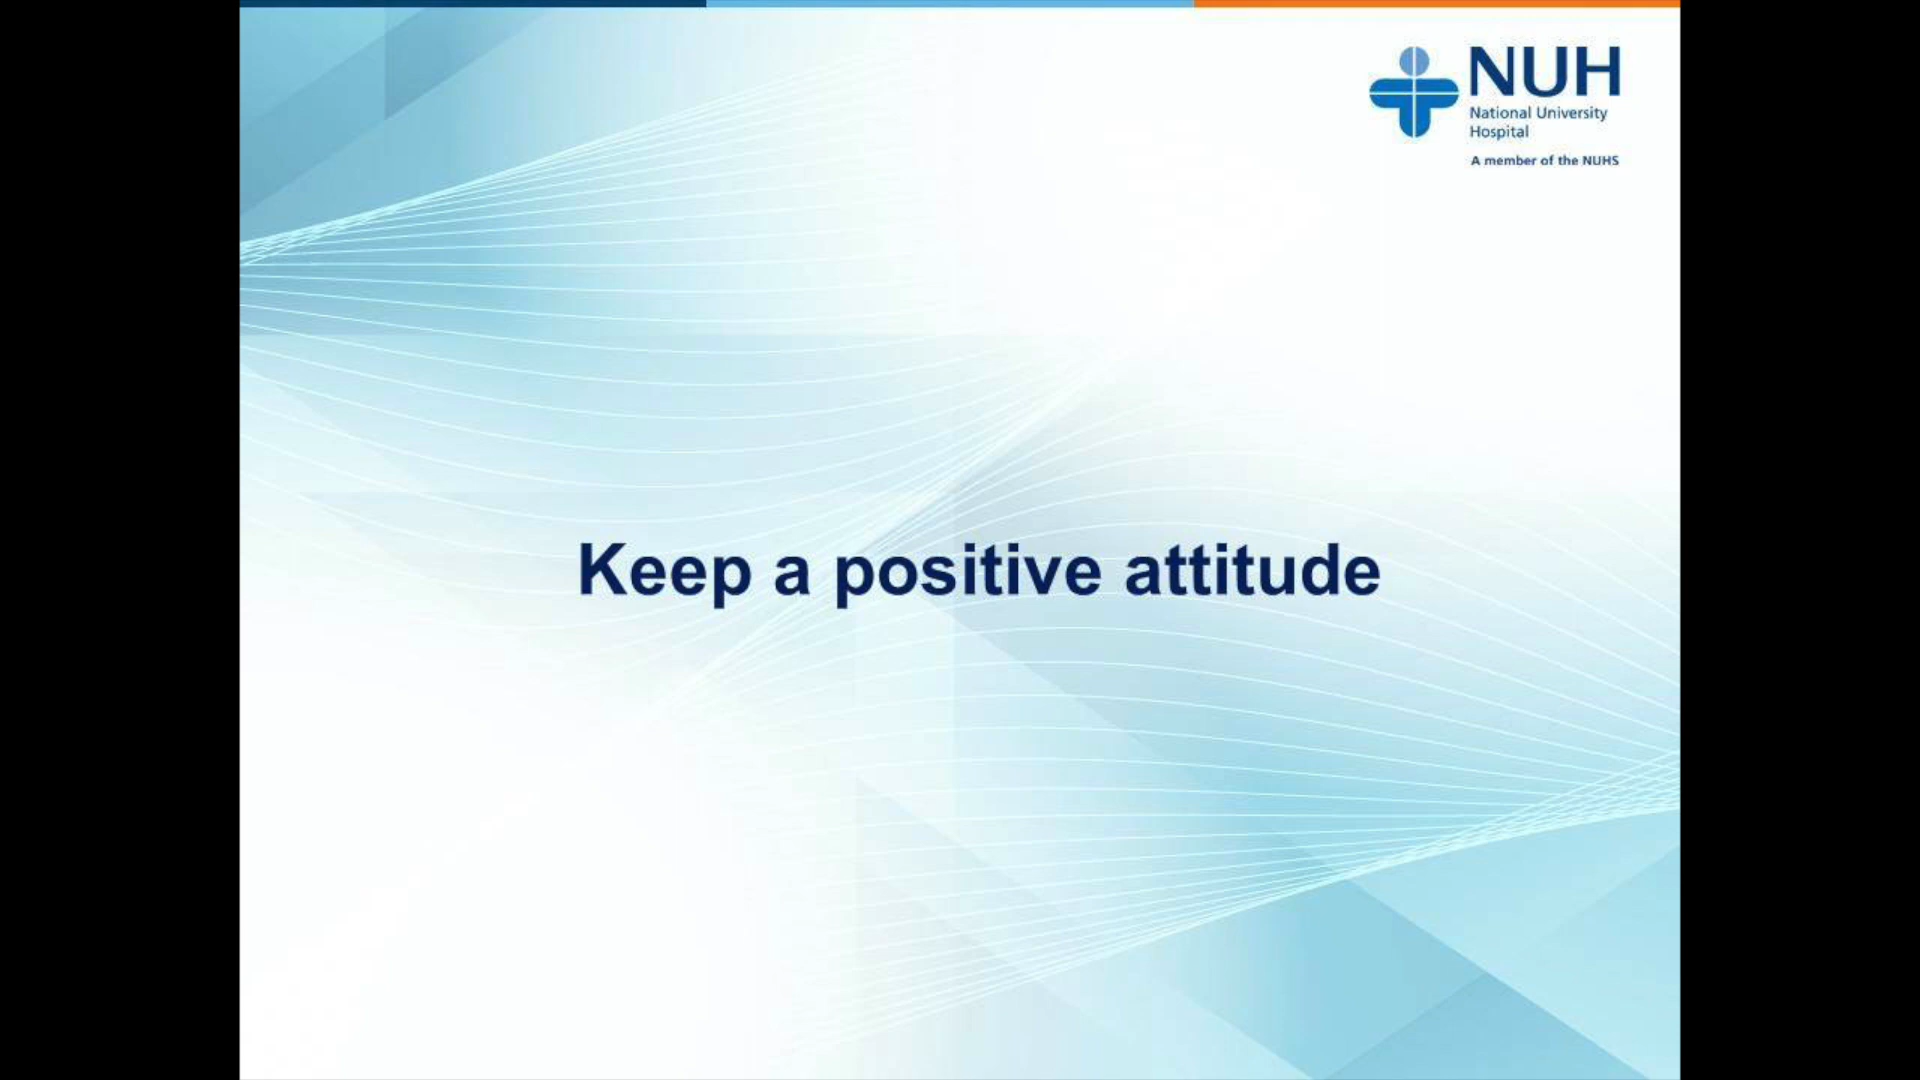 NUH
National University
Hospital
A member of the NUHS
Keep a positive attitude